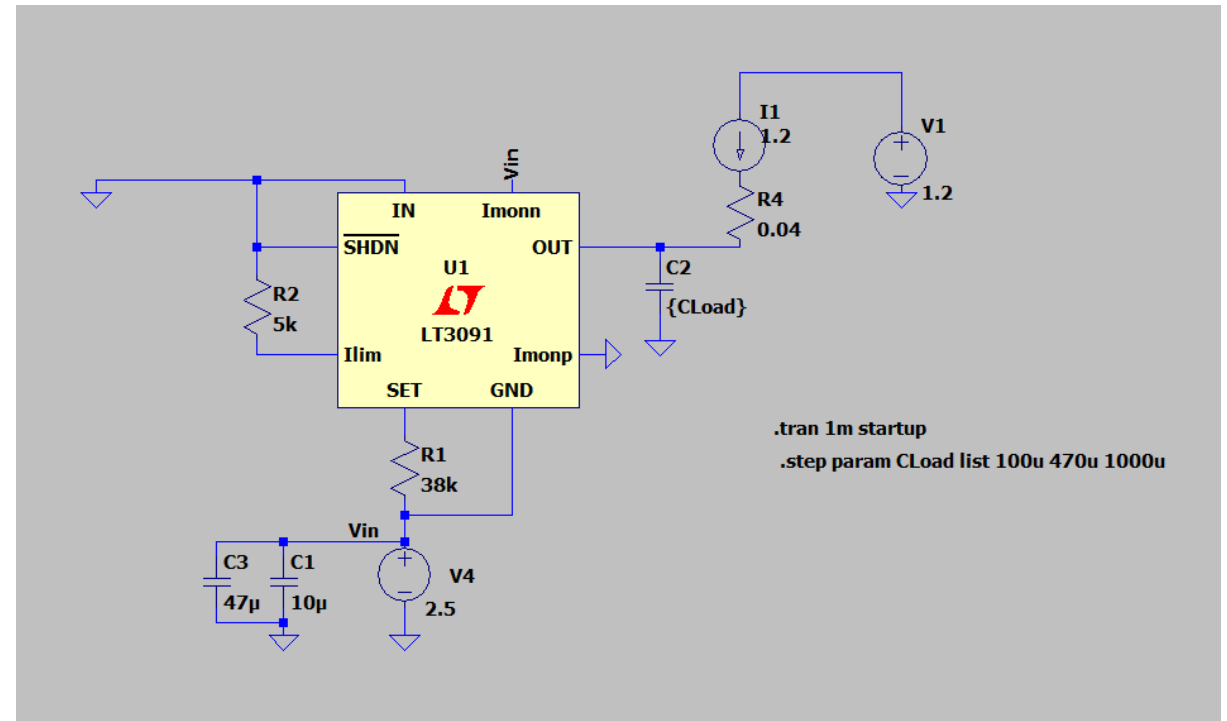 I1
1.2
V1
1.2
Vin
R4
0.04
IN
Imonn
SHDN
OUT
U1
C2
{CLoad}
R2
5k
LT3091
Ilim
Imonp
SET
GND
.tran 1m startup
.step param CLoad list 100u 470u 1000u
R1
38k
Vin
C3
C1
V4
47µ
10µ
2.5